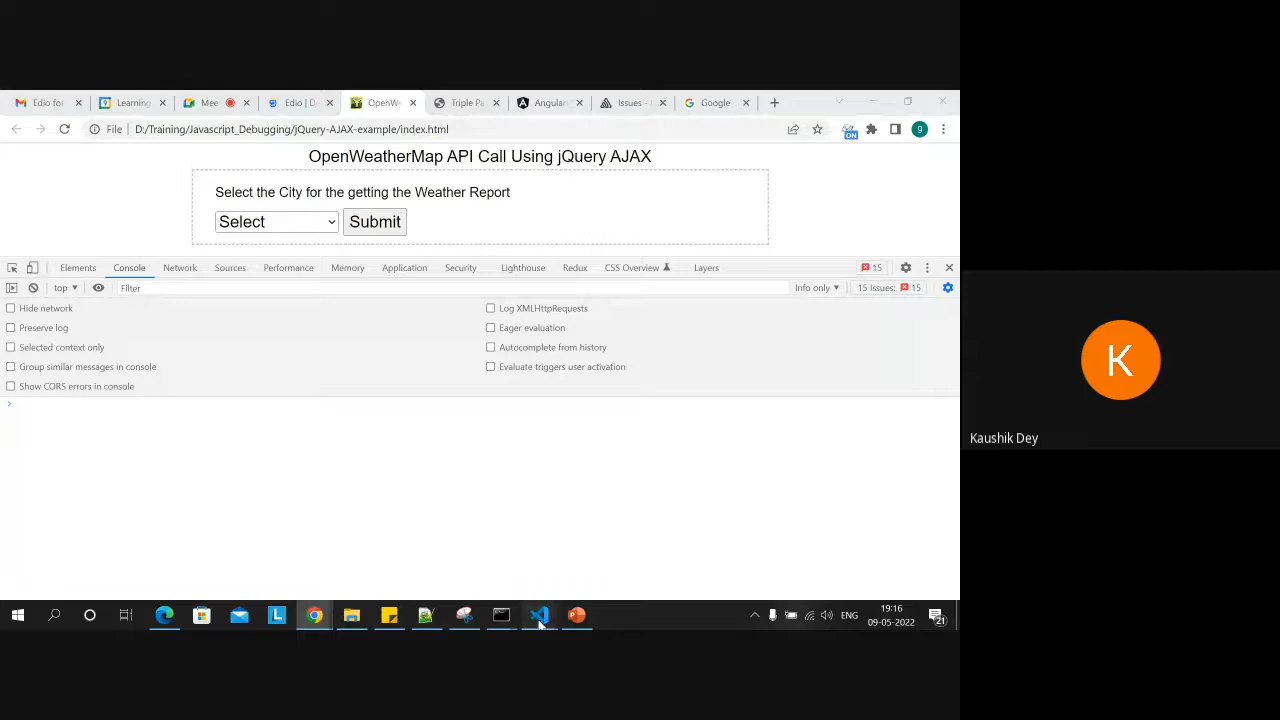 Edio for
Learning
Mee
Edio | D
OpenWe
Triple Pa
Angular
Issues -
Google
File
D:/Training/Javascript_Debugging/jQuery-AJAX-example/index.html
ON
9
OpenWeatherMap API Call Using jQuery AJAX
Select the City for the getting the Weather Report
Select
Submit
Elements Console Network Sources Performance Memory Application Security Lighthouse Redux CSS Overview Layers 15
top Filter Info only 15 Issues: 15
Hide network
Log XMLHttpRequests
Preserve log
Eager evaluation
Selected context only
Autocomplete from history
Group similar messages in console
Evaluate triggers user activation
Show CORS errors in console
K
Kaushik Dey
L
ENG
19:16
09-05-2022
21